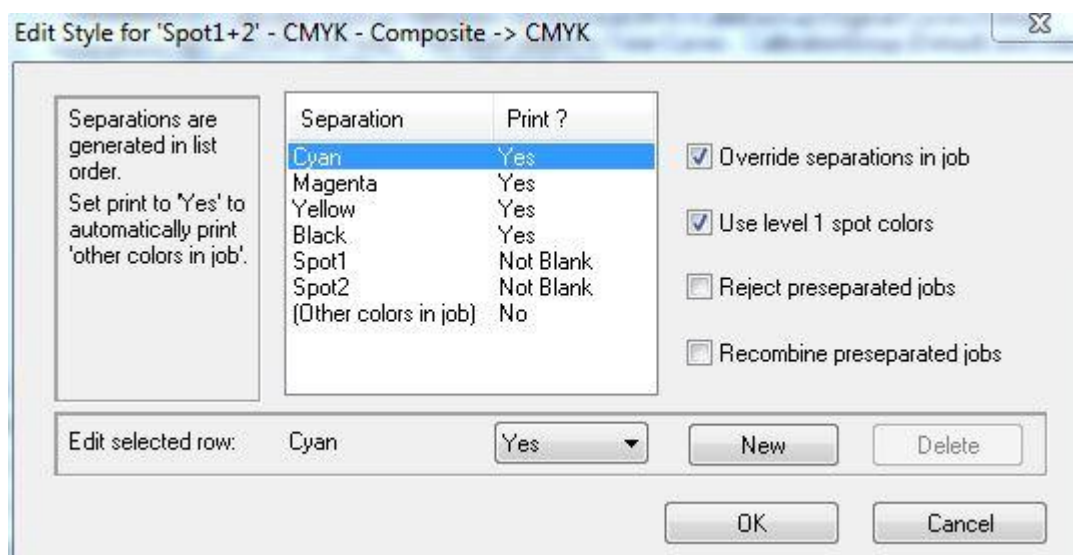 Edit Style for 'Spot1+2' - CMYK - Composite -> CMYK
Separations are
generated in list
order.
Set print to 'Yes' to
automatically print
'other colors in job'.
Separation Print ?
Cyan Yes
Magenta Yes
Yellow Yes
Black Yes
Spot1 Not Blank
Spot2 Not Blank
(Other colors in job) No
Override separations in job
Use level 1 spot colors
Reject preseparated jobs
Recombine preseparated jobs
Edit selected row: Cyan Yes New Delete
OK Cancel